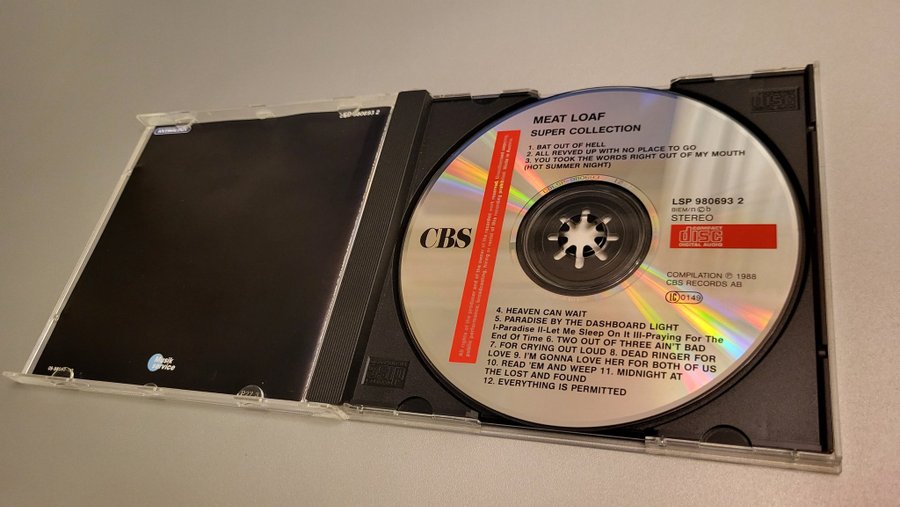 LSP 980693 2
Musik
service
MEAT LOAF
SUPER COLLECTION
1. BAT OUT OF HELL
2. ALL REVVED UP WITH NO PLACE TO GO
3. YOU TOOK THE WORDS RIGHT OUT OF MY MOUTH
(HOT SUMMER NIGHT)
CBS
LSP 980693 2
BIEM/n©b
STEREO
COMPACT
disc
DIGITAL AUDIO
COMPILATION ℗ 1988
CBS RECORDS AB
IC 0149
4. HEAVEN CAN WAIT
5. PARADISE BY THE DASHBOARD LIGHT
I-Paradise II-Let Me Sleep On It III-Praying For The
End Of Time 6. TWO OUT OF THREE AIN'T BAD
7. FOR CRYING OUT LOUD 8. DEAD RINGER FOR
LOVE 9. I'M GONNA LOVE HER FOR BOTH OF US
10. READ 'EM AND WEEP 11. MIDNIGHT AT
THE LOST AND FOUND
12. EVERYTHING IS PERMITTED